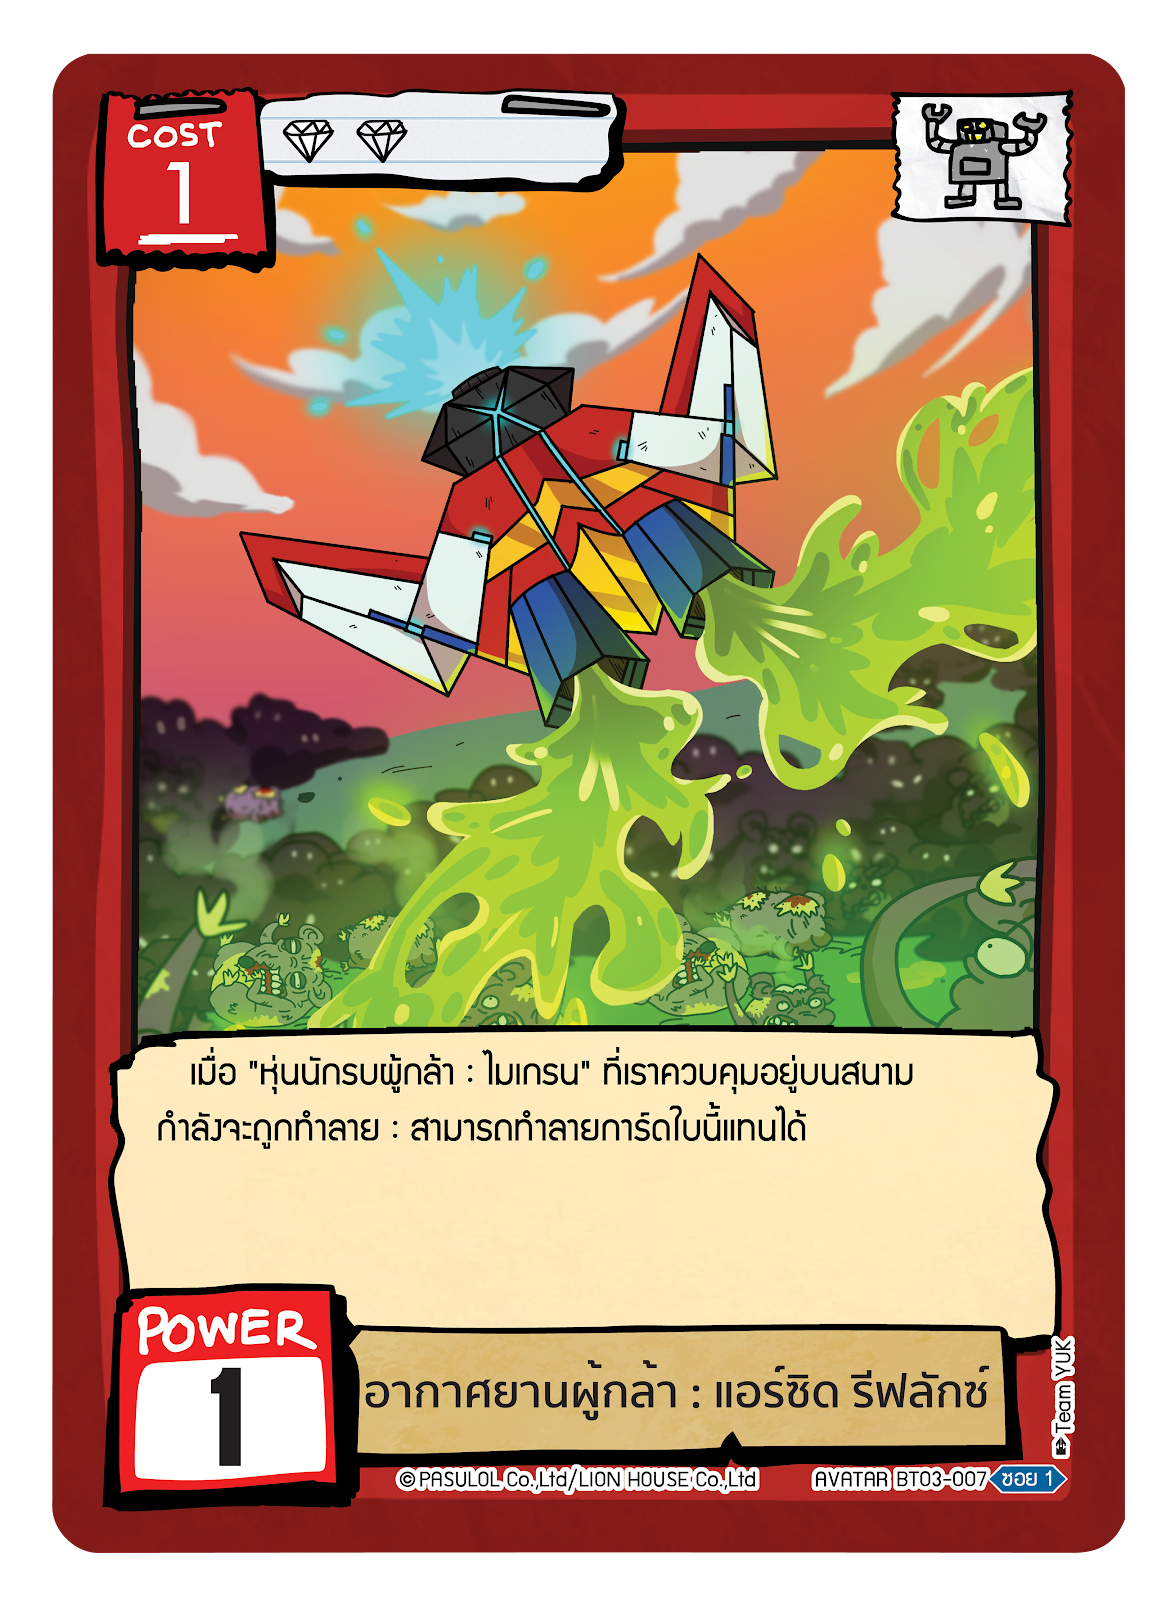 COST
1
เมื่อ "หุ่นนักรบผู้กล้า : ไมเกรน" ที่เราควบคุมอยู่บนสนาม
กำลังจะถูกทำลาย : สามารถทำลายการ์ดใบนี้แทนได้
POWER
1
อากาศยานผู้กล้า : แอร์ซิด รีฟลักซ์
Team YUK
© PASULOL Co.,Ltd/LION HOUSE Co.,Ltd
AVATAR BT03-007 ซอย 1